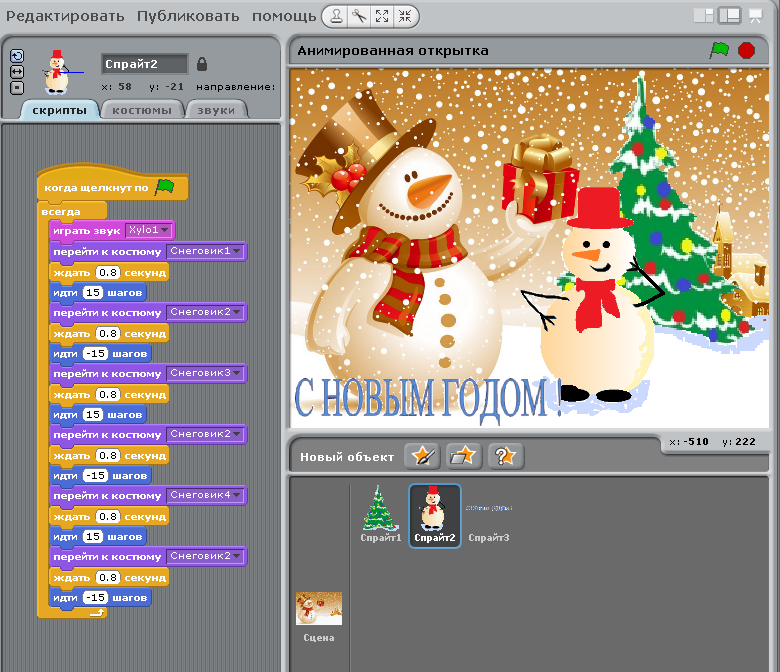 Редактировать Публиковать помощь
Спрайт2
x: 58 y: -21 направление:
скрипты костюмы звуки
когда щелкнут по
всегда
играть звук Xylo1
перейти к костюму Снеговик1
ждать 0.8 секунд
идти 15 шагов
перейти к костюму Снеговик2
ждать 0.8 секунд
идти -15 шагов
перейти к костюму Снеговик3
ждать 0.8 секунд
идти 15 шагов
перейти к костюму Снеговик2
ждать 0.8 секунд
идти -15 шагов
перейти к костюму Снеговик4
ждать 0.8 секунд
идти 15 шагов
перейти к костюму Снеговик2
ждать 0.8 секунд
идти -15 шагов
Анимированная открытка
С НОВЫМ ГОДОМ !
x: -510 y: 222
Новый объект
Спрайт1 Спрайт2 Спрайт3
Сцена